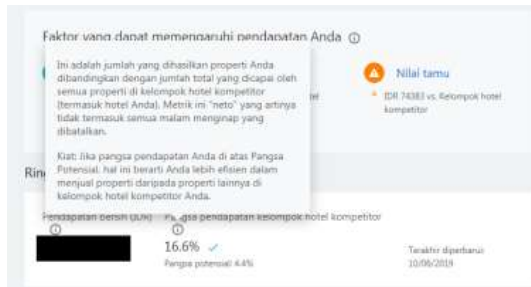 Faktor yang dapat memengaruhi pendapatan Anda
Ini adalah jumlah yang dihasilkan properti Anda
dibandingkan dengan jumlah total yang dicapai oleh
semua properti di kelompok hotel kompetitor
(termasuk hotel Anda). Metrik ini "neto" yang artinya
tidak termasuk semua malam menginap yang
dibatalkan.
Kiat: Jika pangsa pendapatan Anda di atas Pangsa
Potensial, hal ini berarti Anda lebih efisien dalam
menjual properti daripada properti lainnya di
kelompok hotel kompetitor Anda.
Nilai tamu
IDR 74383 vs. Kelompok hotel
kompetitor
Pendapatan bersih (IDR)
Pangsa pendapatan kelompok hotel kompetitor
16.6%
Pangsa potensial 4.4%
Terakhir diperbarui:
10/06/2019